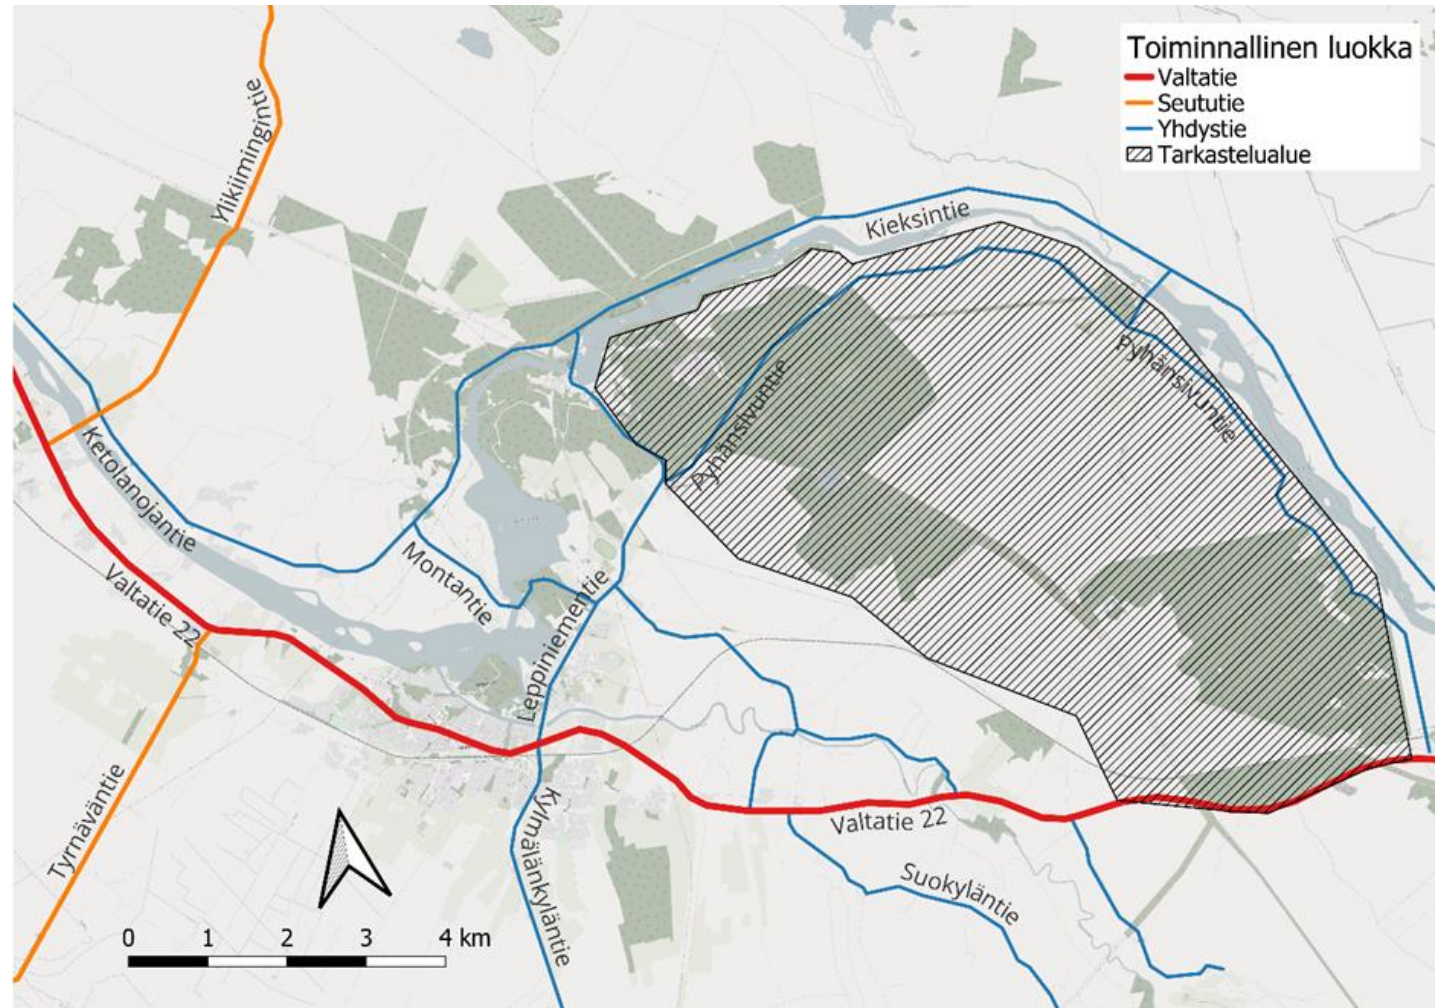 Toiminnallinen luokka
Valtatie
Seututie
Yhdystie
Tarkastelualue
Ylikiimingintie
Kieksintie
Pyhänsivuntie
Pyhänsivuntie
Ketolanojantie
Montantie
Valtatie 22
Leppiniementie
Valtatie 22
Tyrnäväntie
Kylmälänkyläntie
Suokyläntie
0 1 2 3 4 km